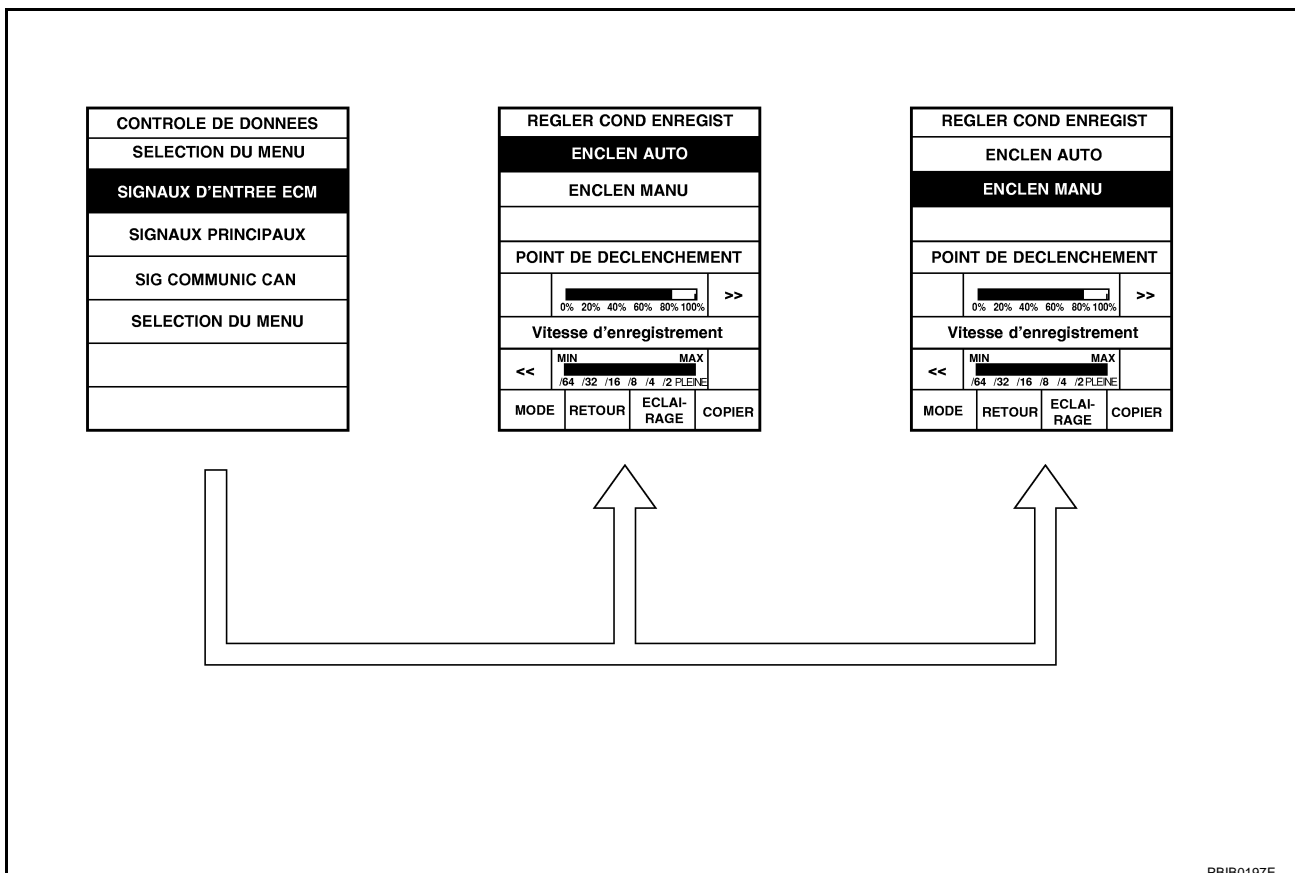 CONTROLE DE DONNEES
SELECTION DU MENU
SIGNAUX D'ENTREE ECM
SIGNAUX PRINCIPAUX
SIG COMMUNIC CAN
SELECTION DU MENU
REGLER COND ENREGIST
ENCLEN AUTO
ENCLEN MANU
POINT DE DECLENCHEMENT
>>
0% 20% 40% 60% 80% 100%
Vitesse d'enregistrement
MIN MAX
<<
/64 /32 /16 /8 /4 /2 PLEINE
MODE RETOUR ECLAI-
RAGE COPIER
REGLER COND ENREGIST
ENCLEN AUTO
ENCLEN MANU
POINT DE DECLENCHEMENT
>>
0% 20% 40% 60% 80% 100%
Vitesse d'enregistrement
MIN MAX
<<
/64 /32 /16 /8 /4 /2 PLEINE
MODE RETOUR ECLAI-
RAGE COPIER